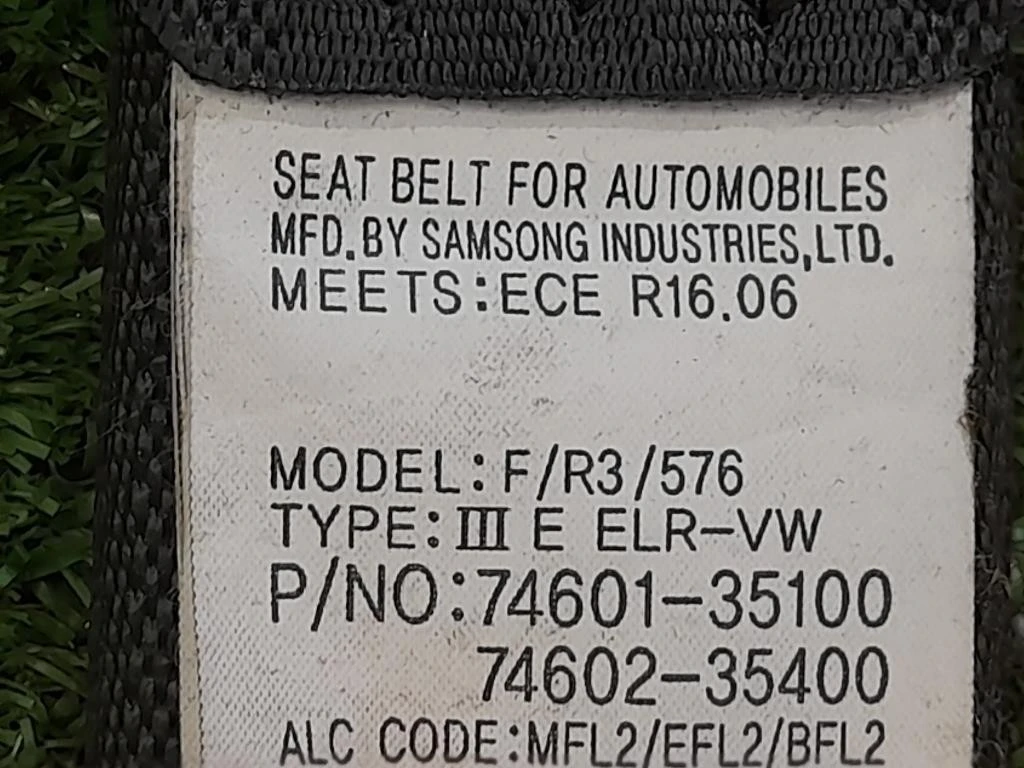 SEAT BELT FOR AUTOMOBILES
MFD.BY SAMSONG INDUSTRIES,LTD.
MEETS:ECE R16.06
MODEL:F/R3/576
TYPE:Ⅲ E ELR-VW
P/NO:74601-35100
74602-35400
ALC CODE:MFL2/EFL2/BFL2